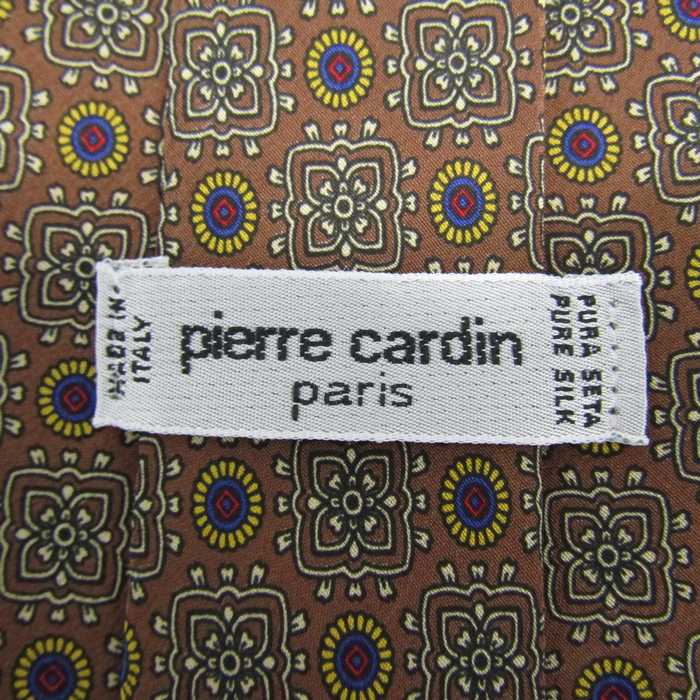 MADE IN
ITALY
pierre cardin
paris
PURA SETA
PURE SILK